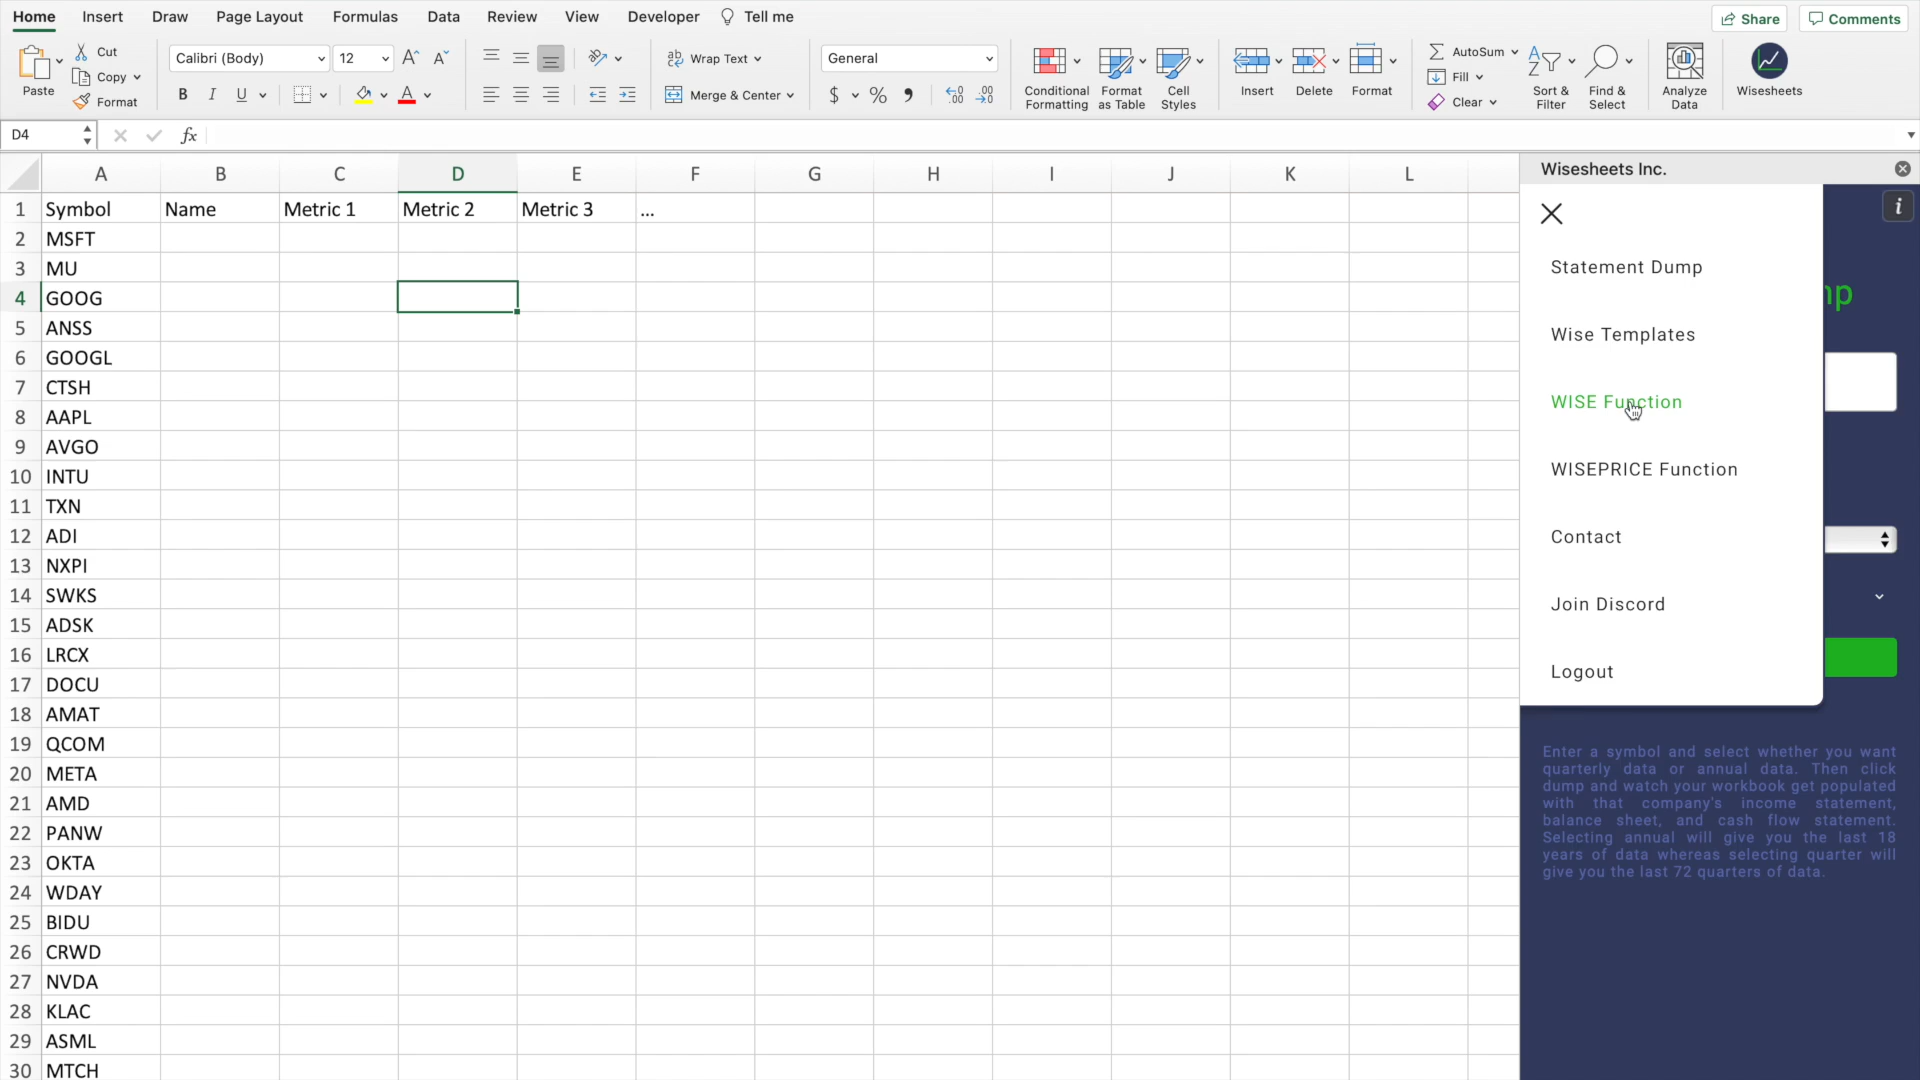 Home Insert Draw Page Layout Formulas Data Review View Developer Tell me Share Comments
Paste Cut Copy Format
Calibri (Body) 12
B I U A
Wrap Text
Merge & Center
General
$ %
Conditional Formatting
Format as Table
Cell Styles
Insert Delete Format
AutoSum
Fill
Clear
Sort & Filter
Find & Select
Analyze Data
Wisesheets
D4 fx
A B C D E F G H I J K L
1 Symbol Name Metric 1 Metric 2 Metric 3 ...
2 MSFT
3 MU
4 GOOG
5 ANSS
6 GOOGL
7 CTSH
8 AAPL
9 AVGO
10 INTU
11 TXN
12 ADI
13 NXPI
14 SWKS
15 ADSK
16 LRCX
17 DOCU
18 AMAT
19 QCOM
20 META
21 AMD
22 PANW
23 OKTA
24 WDAY
25 BIDU
26 CRWD
27 NVDA
28 KLAC
29 ASML
30 MTCH
Wisesheets Inc.
i
Statement Dump
Wise Templates
WISE Function
WISEPRICE Function
Contact
Join Discord
Logout
Enter a symbol and select whether you want
quarterly data or annual data. Then click
dump and watch your workbook get populated
with that company's income statement,
balance sheet, and cash flow statement.
Selecting annual will give you the last 18
years of data whereas selecting quarter will
give you the last 72 quarters of data.